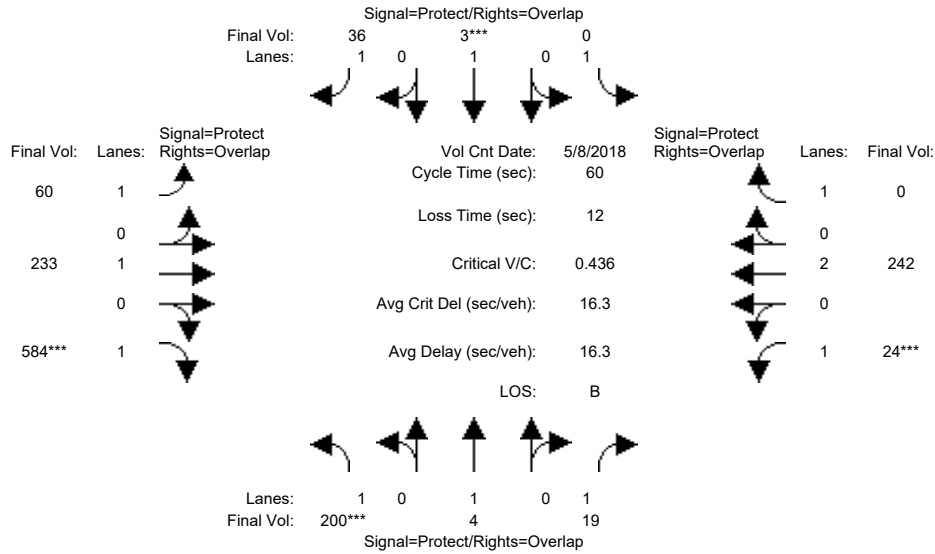 Signal=Protect/Rights=Overlap
Final Vol: 36 3*** 0
Lanes: 1 0 1 0 1
Signal=Protect Signal=Protect
Final Vol: Lanes: Rights=Overlap Vol Cnt Date: 5/8/2018 Rights=Overlap Lanes: Final Vol:
Cycle Time (sec): 60
60 1 1 0
Loss Time (sec): 12
0 0
233 1 Critical V/C: 0.436 2 242
0 Avg Crit Del (sec/veh): 16.3 0
584*** 1 Avg Delay (sec/veh): 16.3 1 24***
LOS: B
Lanes: 1 0 1 0 1
Final Vol: 200*** 4 19
Signal=Protect/Rights=Overlap